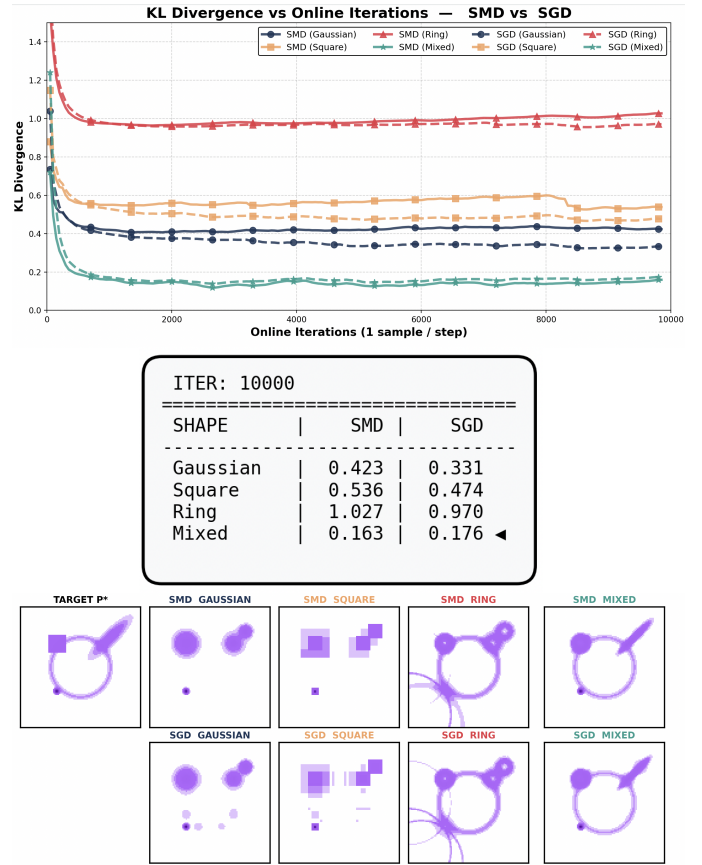 KL Divergence vs Online Iterations — SMD vs SGD
SMD (Gaussian) SMD (Ring) SGD (Gaussian) SGD (Ring)
SMD (Square) SMD (Mixed) SGD (Square) SGD (Mixed)
KL Divergence
1.4
1.2
1.0
0.8
0.6
0.4
0.2
0.0
0 2000 4000 6000 8000 10000
Online Iterations (1 sample / step)
ITER: 10000
==================================
SHAPE | SMD | SGD
----------------------------------
Gaussian | 0.423 | 0.331
Square | 0.536 | 0.474
Ring | 1.027 | 0.970
Mixed | 0.163 | 0.176 ◄
TARGET P* SMD GAUSSIAN SMD SQUARE SMD RING SMD MIXED
SGD GAUSSIAN SGD SQUARE SGD RING SGD MIXED